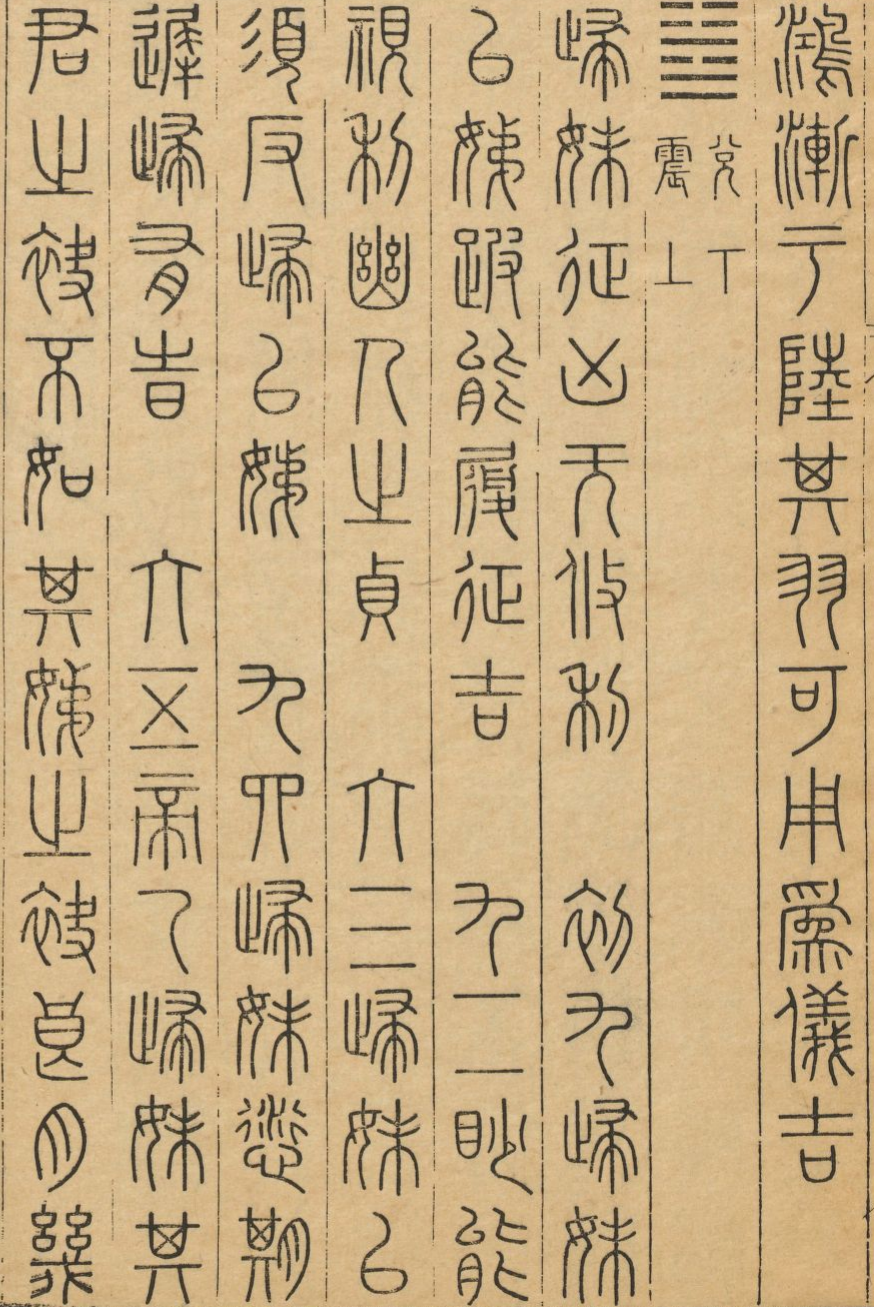 鴻漸于陸其羽可用爲儀吉
䷵兌下
震上
歸妹征凶无攸利 初九歸妹
以娣跛能履征吉 九二眇能
視利幽人之貞 六三歸妹以
須反歸以娣 九四歸妹愆期
遲歸有旹 六五帝乙歸妹其
君之袂不如其娣之袂良月幾